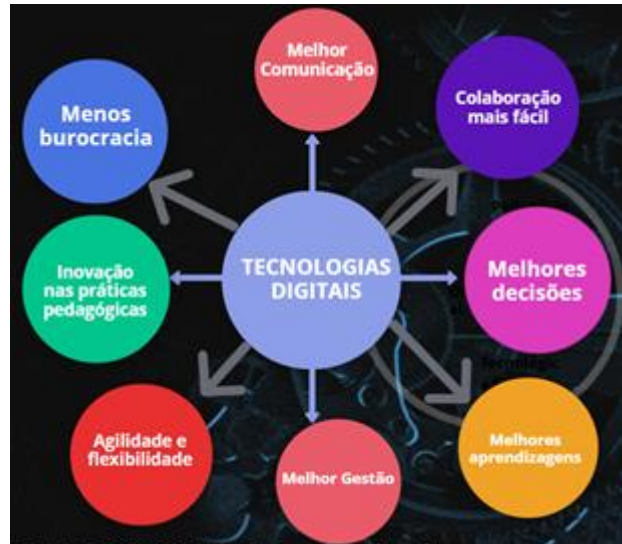 Melhor
Comunicação
Colaboração
mais fácil
Menos
burocracia
TECNOLOGIAS
DIGITAIS
Inovação
nas práticas
pedagógicas
Melhores
decisões
Agilidade e
flexibilidade
Melhor Gestão
Melhores
aprendizagens